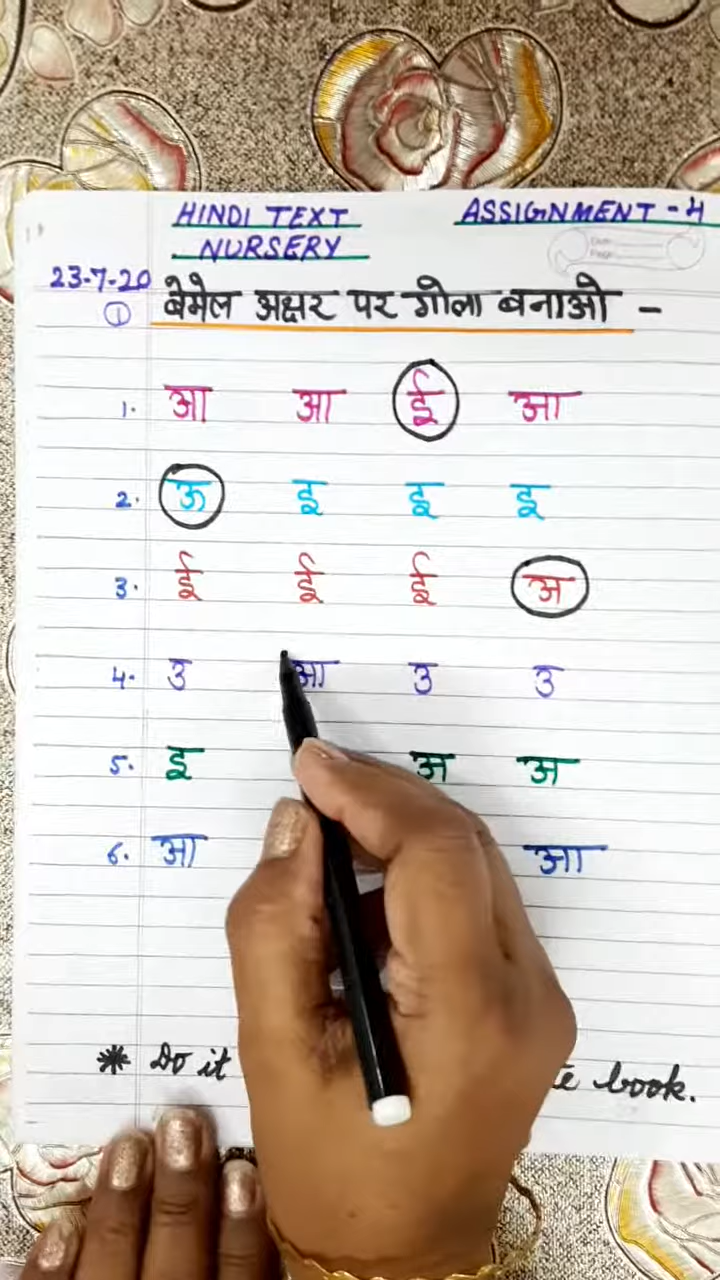 HINDI TEXT ASSIGNMENT - 4
NURSERY
23-7-20
① बेमेल अक्षर पर गोला बनाओ -
1. आ आ ई आ
2. ऊ इ इ इ
3. ई ई ई अ
4. उ आ उ उ
5. इ अ अ
6. आ आ
* Do it book.